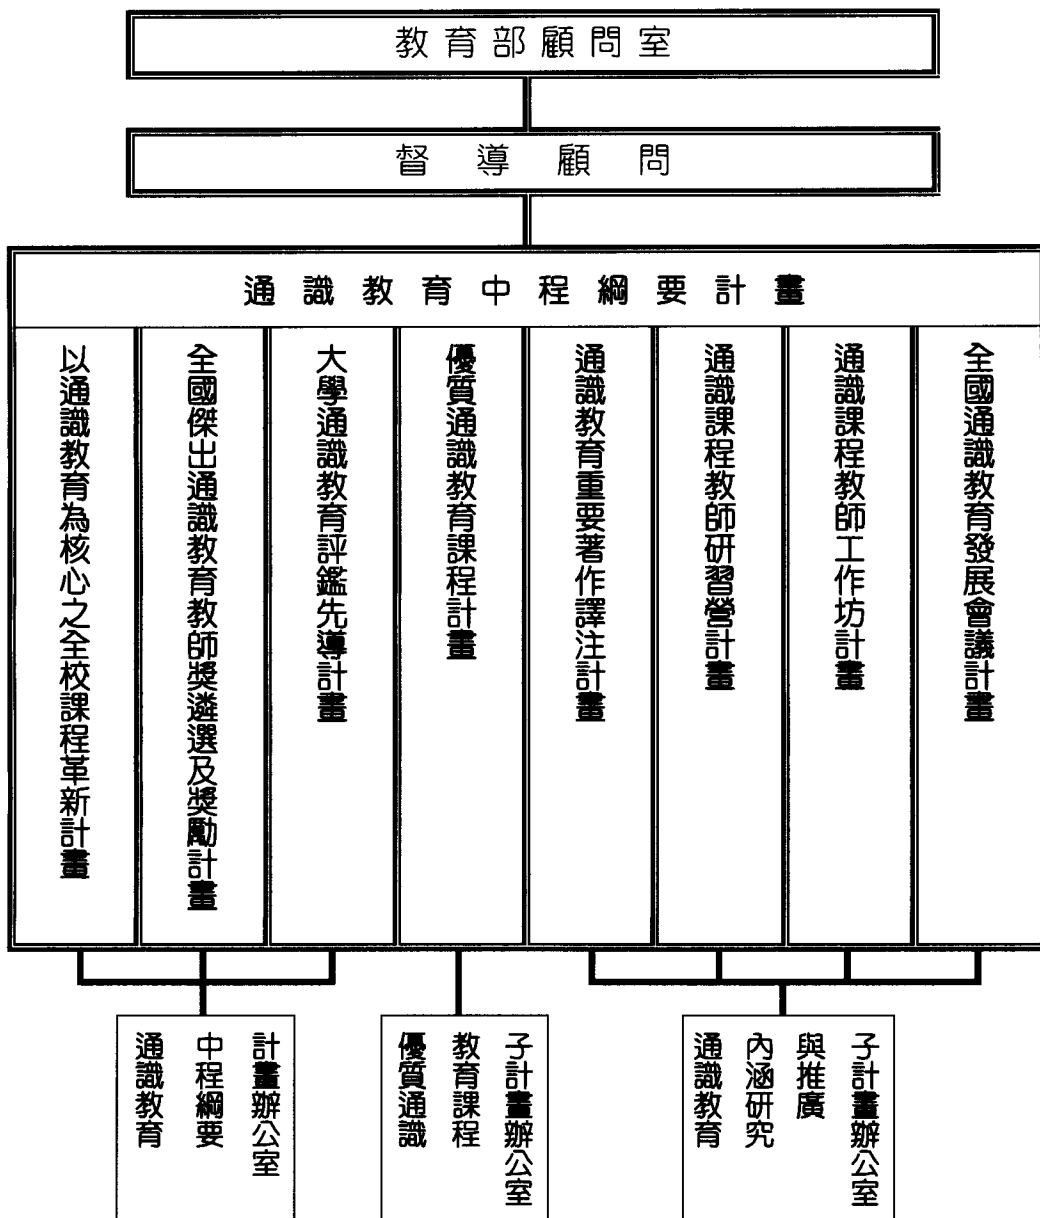 教育部顧問室
督導顧問
通識教育中程綱要計畫
以通識教育為核心之全校課程革新計畫
全國傑出通識教育教師獎遴選及獎勵計畫
大學通識教育評鑑先導計畫
優質通識教育課程計畫
通識教育重要著作譯注計畫
通識課程教師研習營計畫
通識課程教師工作坊計畫
全國通識教育發展會議計畫
通識教育
中程綱要
計畫辦公室
優質通識
教育課程
子計畫辦公室
通識教育
內涵研究
與推廣
子計畫辦公室